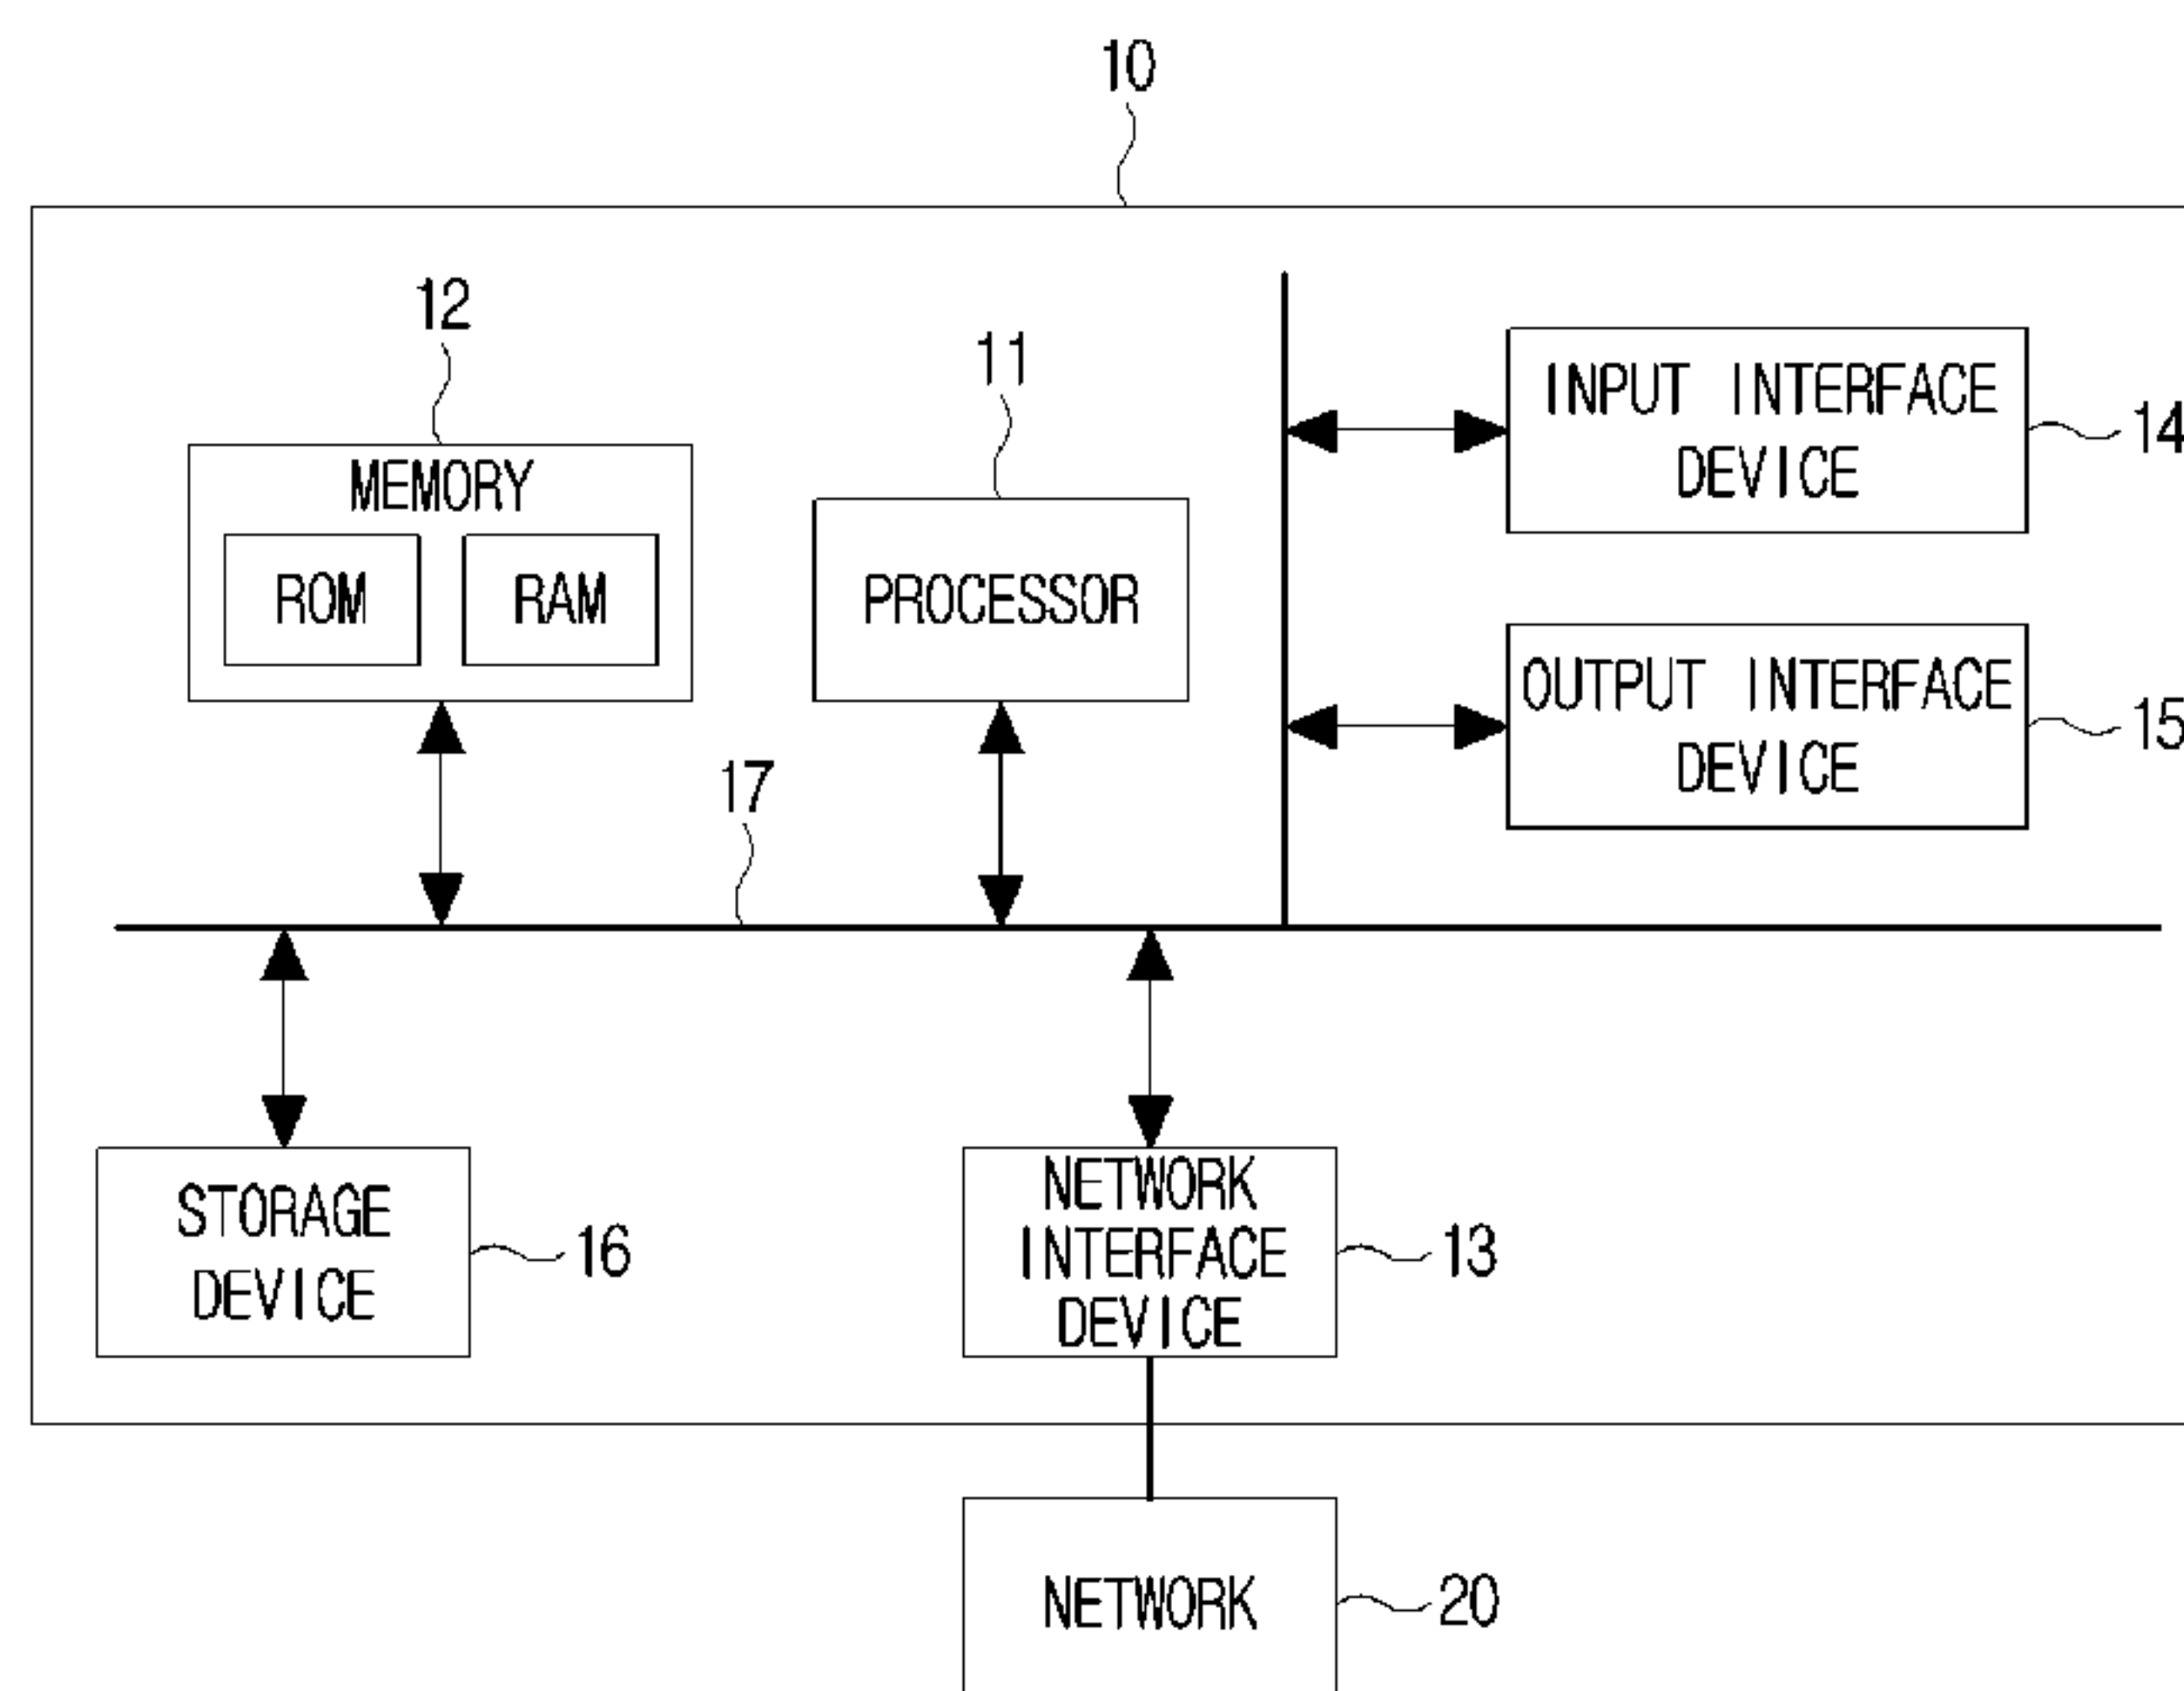 10
12
11
MEMORY
ROM
RAM
PROCESSOR
INPUT INTERFACE
DEVICE
14
OUTPUT INTERFACE
DEVICE
15
17
STORAGE
DEVICE
16
NETWORK
INTERFACE
DEVICE
13
NETWORK
20